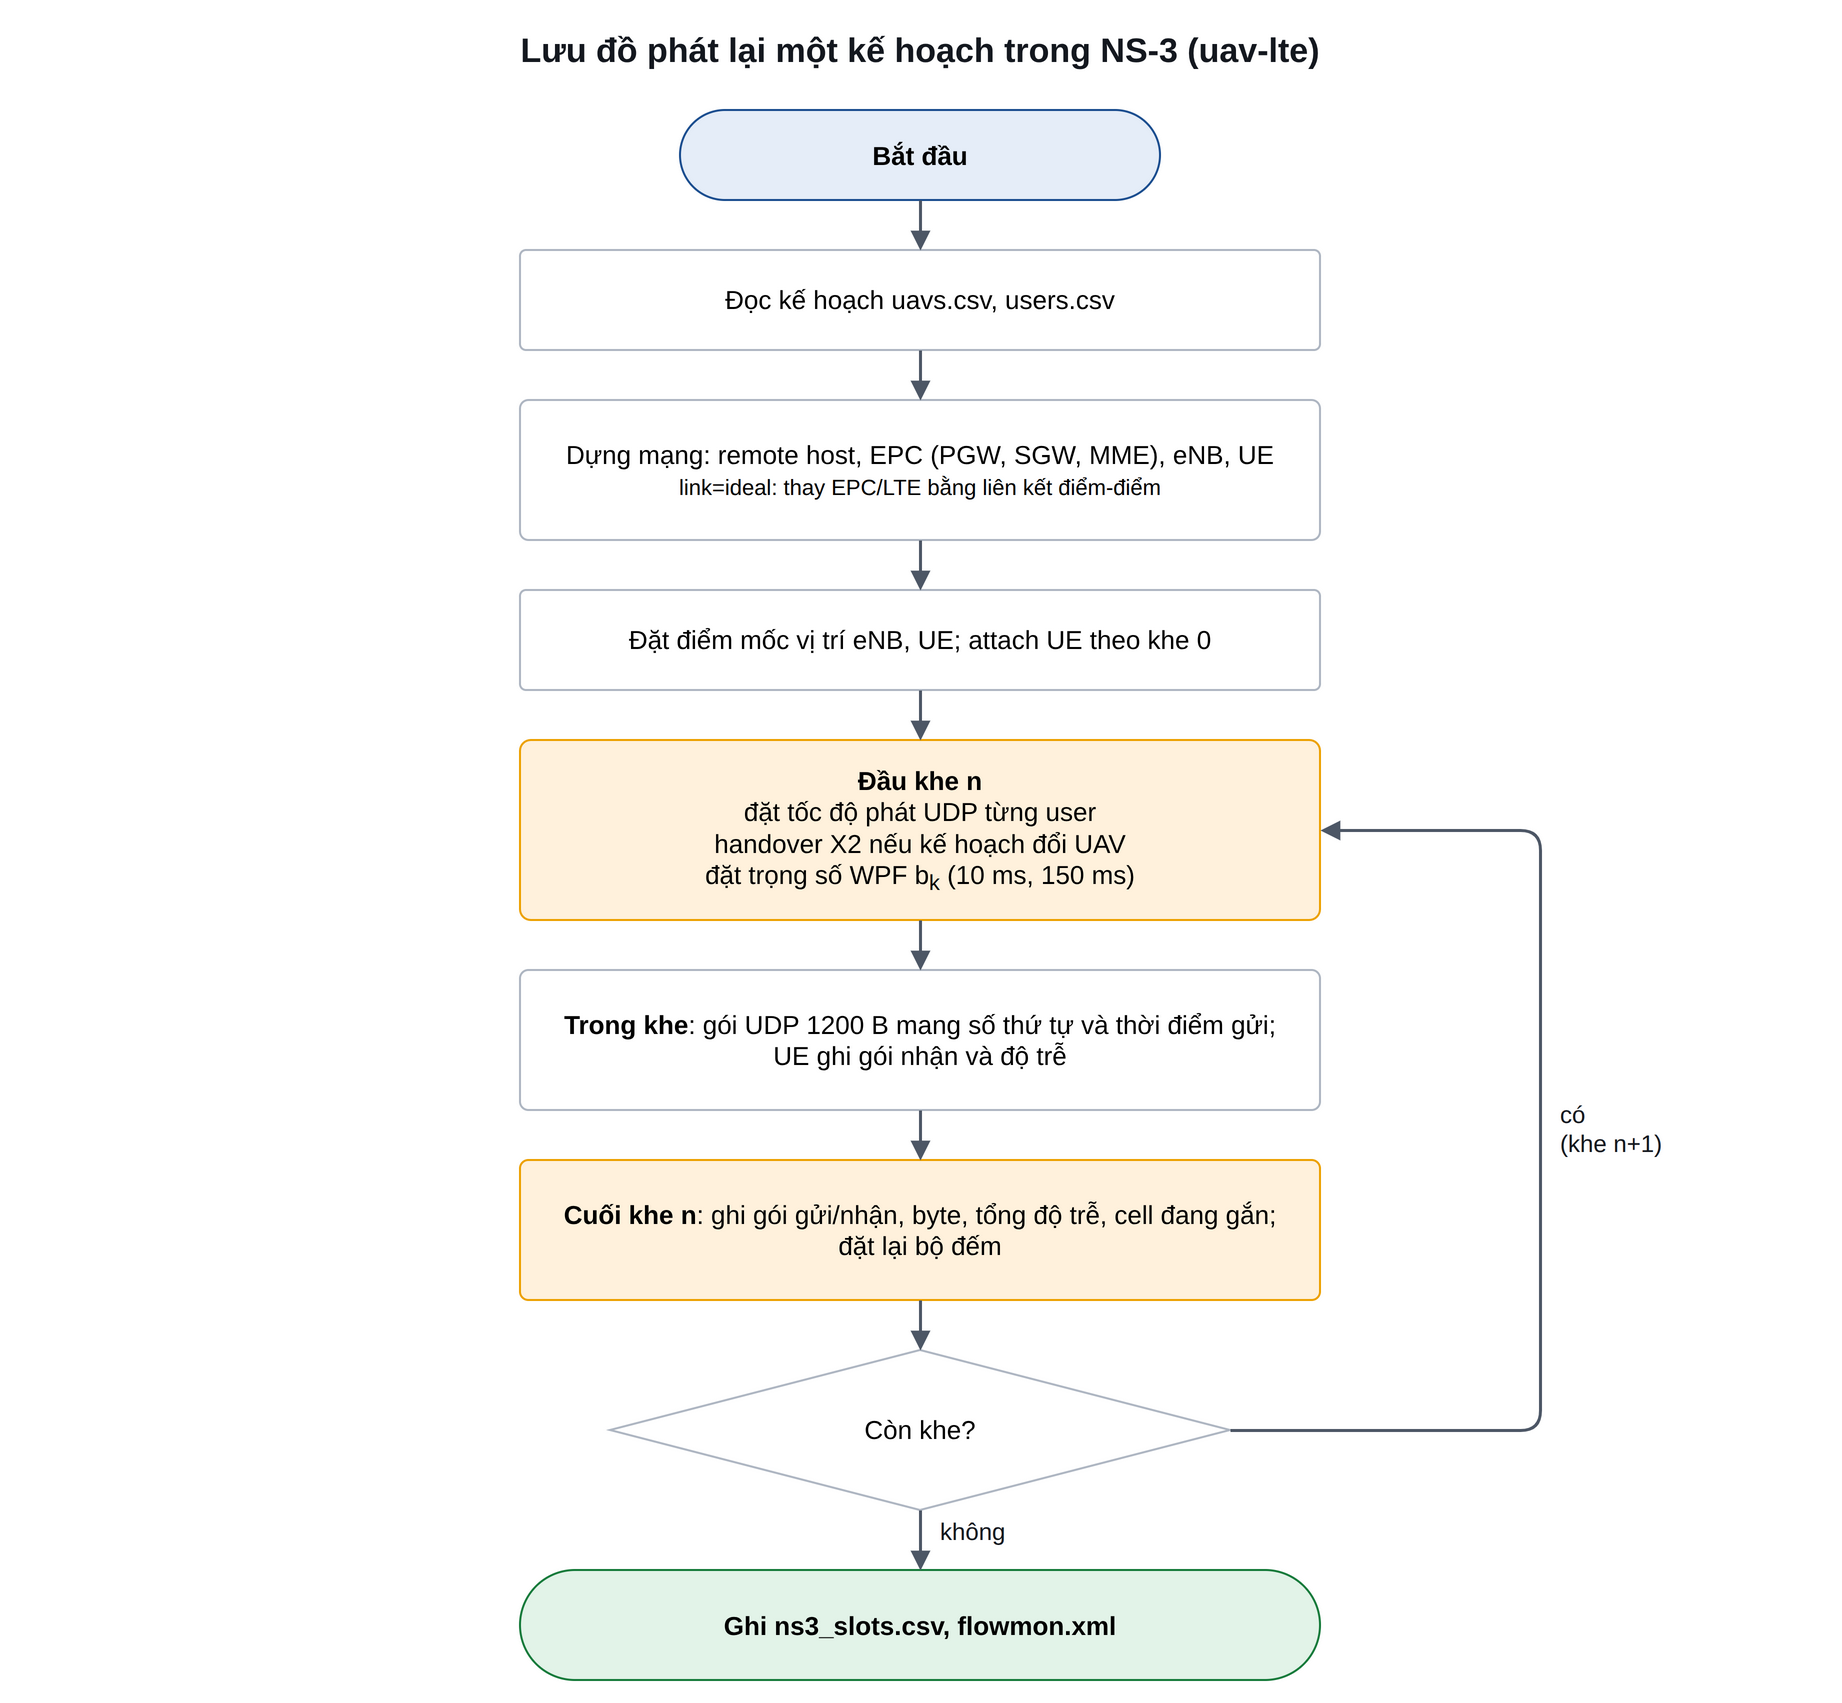 Lưu đồ phát lại một kế hoạch trong NS-3 (uav-lte)
Bắt đầu
Đọc kế hoạch uavs.csv, users.csv
Dựng mạng: remote host, EPC (PGW, SGW, MME), eNB, UE
link=ideal: thay EPC/LTE bằng liên kết điểm-điểm
Đặt điểm mốc vị trí eNB, UE; attach UE theo khe 0
Đầu khe n
đặt tốc độ phát UDP từng user
handover X2 nếu kế hoạch đổi UAV
đặt trọng số WPF bk (10 ms, 150 ms)
Trong khe: gói UDP 1200 B mang số thứ tự và thời điểm gửi;
UE ghi gói nhận và độ trễ
có
(khe n+1)
Cuối khe n: ghi gói gửi/nhận, byte, tổng độ trễ, cell đang gắn;
đặt lại bộ đếm
Còn khe?
không
Ghi ns3_slots.csv, flowmon.xml